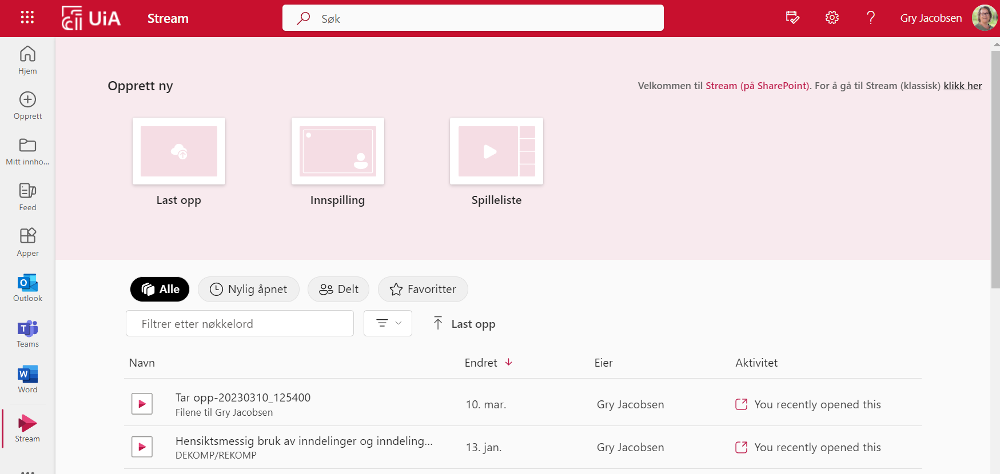 UiA
Stream
Søk
Gry Jacobsen
Hjem
Opprett
Mitt innho...
Feed
Apper
Outlook
Teams
Word
Stream
Opprett ny
Velkommen til Stream (på SharePoint). For å gå til Stream (klassisk) klikk her
Last opp
Innspilling
Spilleliste
Alle
Nylig åpnet
Delt
Favoritter
Filtrer etter nøkkelord
Last opp
Navn
Endret
Eier
Aktivitet
Tar opp-20230310_125400
Filene til Gry Jacobsen
10. mar.
Gry Jacobsen
You recently opened this
Hensiktsmessig bruk av inndelinger og inndeling...
DEKOMP/REKOMP
13. jan.
Gry Jacobsen
You recently opened this